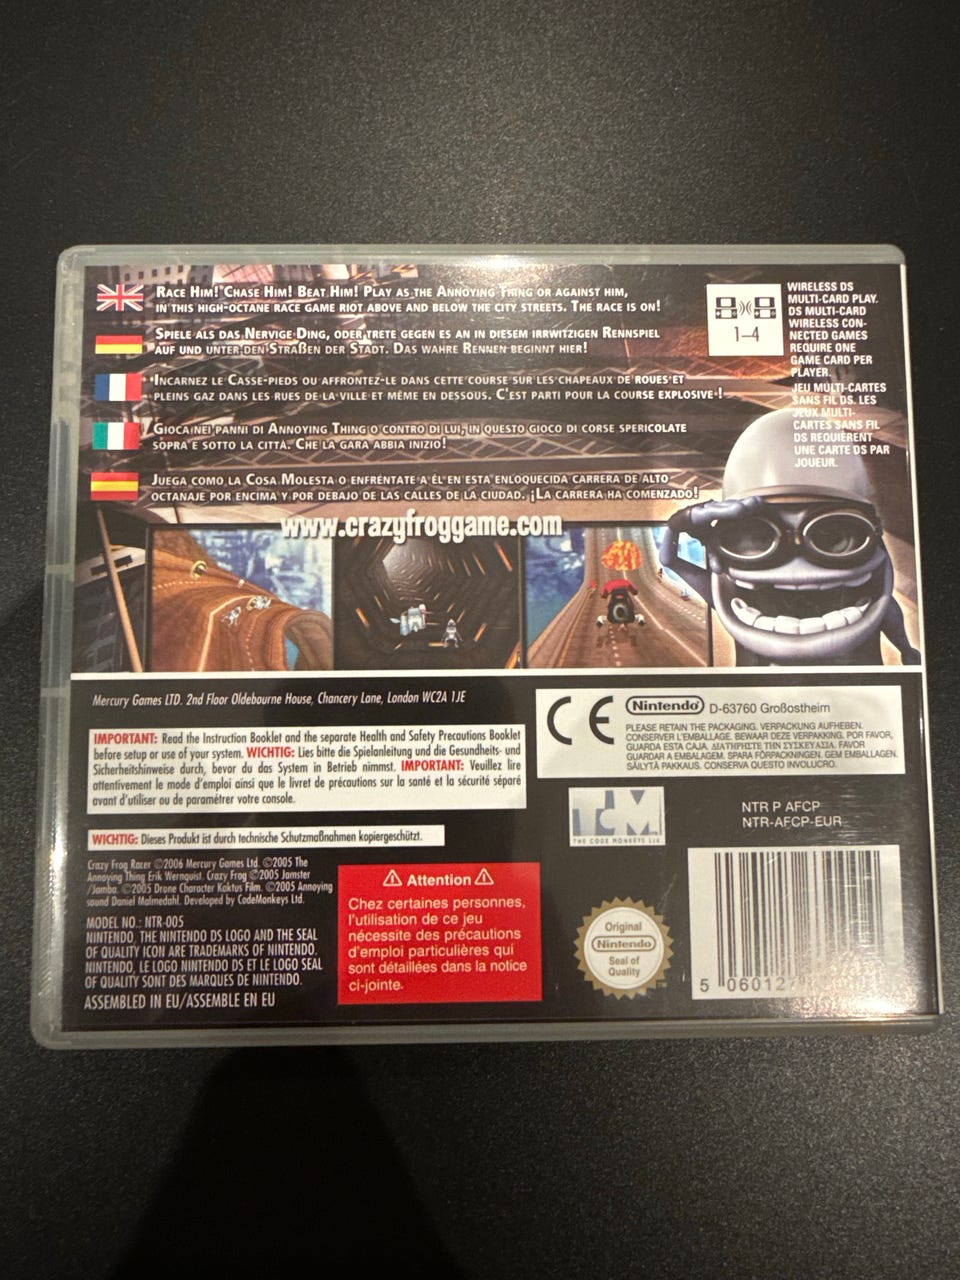 RACE HIM! CHASE HIM! BEAT HIM! PLAY AS THE ANNOYING THING OR AGAINST HIM,
IN THIS HIGH-OCTANE RACE GAME RIOT ABOVE AND BELOW THE CITY STREETS. THE RACE IS ON!
SPIELE ALS DAS NERVIGE DING, ODER TRETE GEGEN ES AN IN DIESEM IRRWITZIGEN RENNSPIEL
AUF UND UNTER DEN STRAßEN DER STADT. DAS WAHRE RENNEN BEGINNT HIER!
INCARNEZ LE CASSE-PIEDS OU AFFRONTEZ-LE DANS CETTE COURSE SUR LES CHAPEAUX DE ROUES ET
PLEINS GAZ DANS LES RUES DE LA VILLE ET MÊME EN DESSOUS. C'EST PARTI POUR LA COURSE EXPLOSIVE !
GIOCA NEI PANNI DI ANNOYING THING O CONTRO DI LUI, IN QUESTO GIOCO DI CORSE SPERICOLATE
SOPRA E SOTTO LA CITTÀ. CHE LA GARA ABBIA INIZIO!
JUEGA COMO LA COSA MOLESTA O ENFRÉNTATE A ÉL EN ESTA ENLOQUECIDA CARRERA DE ALTO
OCTANAJE POR ENCIMA Y POR DEBAJO DE LAS CALLES DE LA CIUDAD. ¡LA CARRERA HA COMENZADO!
1-4
WIRELESS DS
MULTI-CARD PLAY.
DS MULTI-CARD
WIRELESS CON-
NECTED GAMES
REQUIRE ONE
GAME CARD PER
PLAYER.
JEU MULTI-CARTES
SANS FIL DS. LES
JEUX MULTI-
CARTES SANS FIL
DS REQUIÈRENT
UNE CARTE DS PAR
JOUEUR.
www.crazyfroggame.com
Mercury Games LTD. 2nd Floor Oldebourne House, Chancery Lane, London WC2A 1JE
IMPORTANT: Read the Instruction Booklet and the separate Health and Safety Precautions Booklet
before setup or use of your system. WICHTIG: Lies bitte die Spielanleitung und die Gesundheits- und
Sicherheitshinweise durch, bevor du das System in Betrieb nimmst. IMPORTANT: Veuillez lire
attentivement le mode d'emploi ainsi que le livret de précautions sur la santé et la sécurité séparé
avant d'utiliser ou de paramétrer votre console.
CE
Nintendo D-63760 Großostheim
PLEASE RETAIN THE PACKAGING. VERPACKUNG AUFHEBEN.
CONSERVER L'EMBALLAGE. BEWAAR DEZE VERPAKKING. POR FAVOR,
GUARDA ESTA CAJA. ΔΙΑΤΗΡΗΣΤΕ ΤΗΝ ΣΥΣΚΕΥΑΣΙΑ. FAVOR
GUARDAR A EMBALAGEM. SPARA FÖRPACKNINGEN. GEM EMBALLAGEN.
SÄILYTÄ PAKKAUS. CONSERVA QUESTO INVOLUCRO.
WICHTIG: Dieses Produkt ist durch technische Schutzmaßnahmen kopiergeschützt.
TCM
THE CODE MONKEYS LTD
NTR P AFCP
NTR-AFCP-EUR
Crazy Frog Racer ©2006 Mercury Games Ltd. ©2005 The
Annoying Thing Erik Wernquist. Crazy Frog ©2005 Jamster
/Jamba. ©2005 Drone Character Kaktus Film. ©2005 Annoying
sound Daniel Malmedahl. Developed by CodeMonkeys Ltd.
MODEL NO.: NTR-005
NINTENDO, THE NINTENDO DS LOGO AND THE SEAL
OF QUALITY ICON ARE TRADEMARKS OF NINTENDO.
NINTENDO, LE LOGO NINTENDO DS ET LE LOGO SEAL
OF QUALITY SONT DES MARQUES DE NINTENDO.
ASSEMBLED IN EU/ASSEMBLE EN EU
Attention
Chez certaines personnes,
l'utilisation de ce jeu
nécessite des précautions
d'emploi particulières qui
sont détaillées dans la notice
ci-jointe.
Original
Nintendo
Seal of
Quality
5 060127